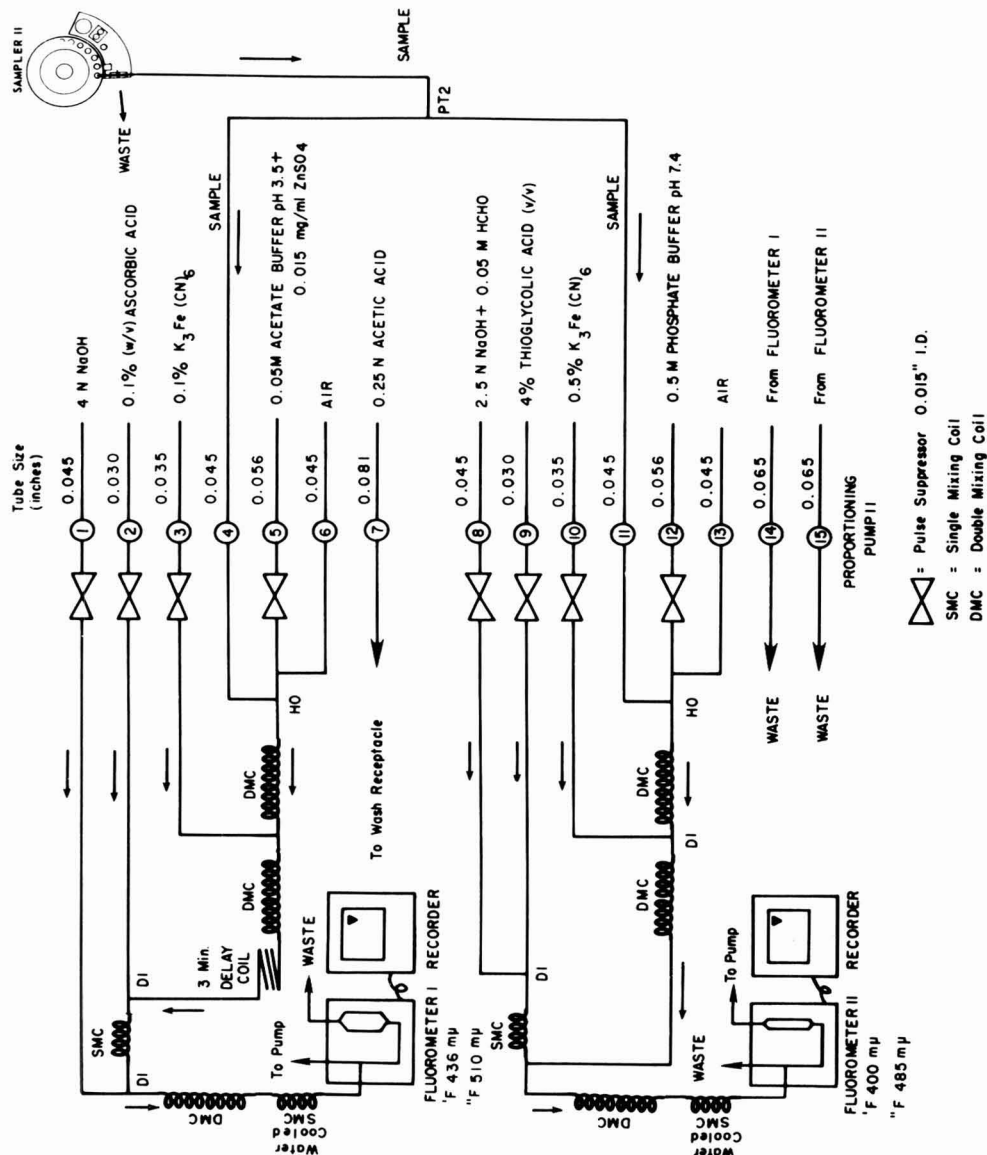 SAMPLER II
WASTE
SAMPLE
PT2
SAMPLE
SAMPLE
Tube Size
(inches)
0.045 4 N NaOH
0.030 0.1% (w/v) ASCORBIC ACID
0.035 0.1% K3Fe(CN)6
0.045
0.056 0.05M ACETATE BUFFER pH 3.5+
0.015 mg/ml ZnSO4
0.045 AIR
0.081 0.25 N ACETIC ACID
0.045 2.5 N NaOH + 0.05 M HCHO
0.030 4% THIOGLYCOLIC ACID (v/v)
0.035 0.5% K3Fe(CN)6
0.045
0.056 0.5 M PHOSPHATE BUFFER pH 7.4
0.045 AIR
0.065 From FLUOROMETER I
0.065 From FLUOROMETER II
1
2
3
4
5
6
7
8
9
10
11
12
13
14
15
PROPORTIONING
PUMP II
HO
DMC
DMC
To Wash Receptacle
3 Min.
DELAY
COIL
DI
SMC
DI
DMC
SMC
Water
Cooled
To Pump
WASTE
RECORDER
FLUOROMETER I
'F 436 mµ
"F 510 mµ
HO
DMC
DI
DMC
DI
SMC
WASTE
WASTE
WASTE
To Pump
RECORDER
DMC
SMC
Water
Cooled
FLUOROMETER II
'F 400 mµ
"F 485 mµ
= Pulse Suppressor 0.015" I.D.
SMC = Single Mixing Coil
DMC = Double Mixing Coil